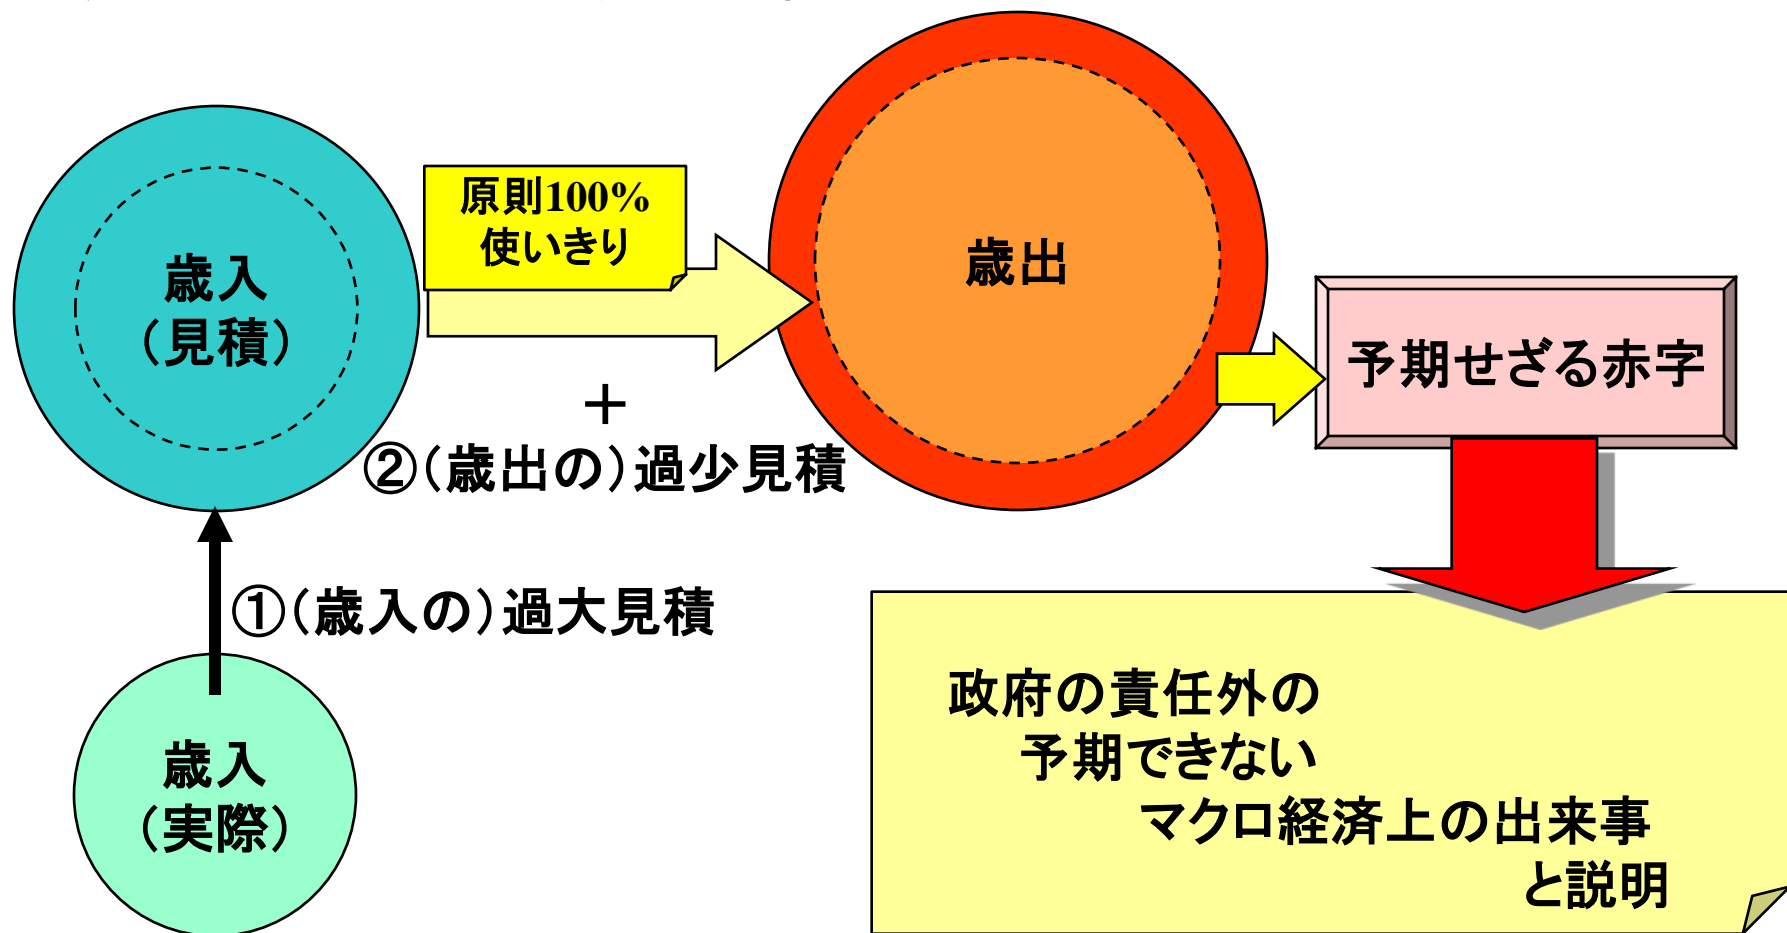 歳入
（見積）
原則100%
使いきり
歳出
予期せざる赤字
＋
②（歳出の）過少見積
①（歳入の）過大見積
歳入
（実際）
政府の責任外の
予期できない
マクロ経済上の出来事
と説明